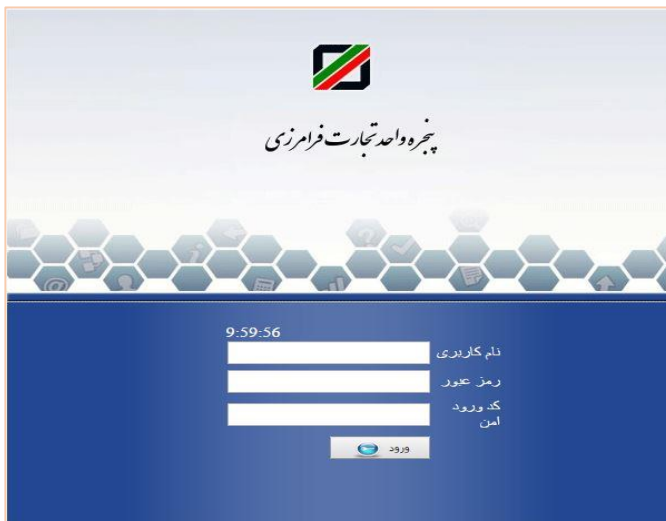 پنجره واحد تجارت فرامرزی
9:59:56
نام کاربری
رمز عبور
کد ورود
امن
ورود